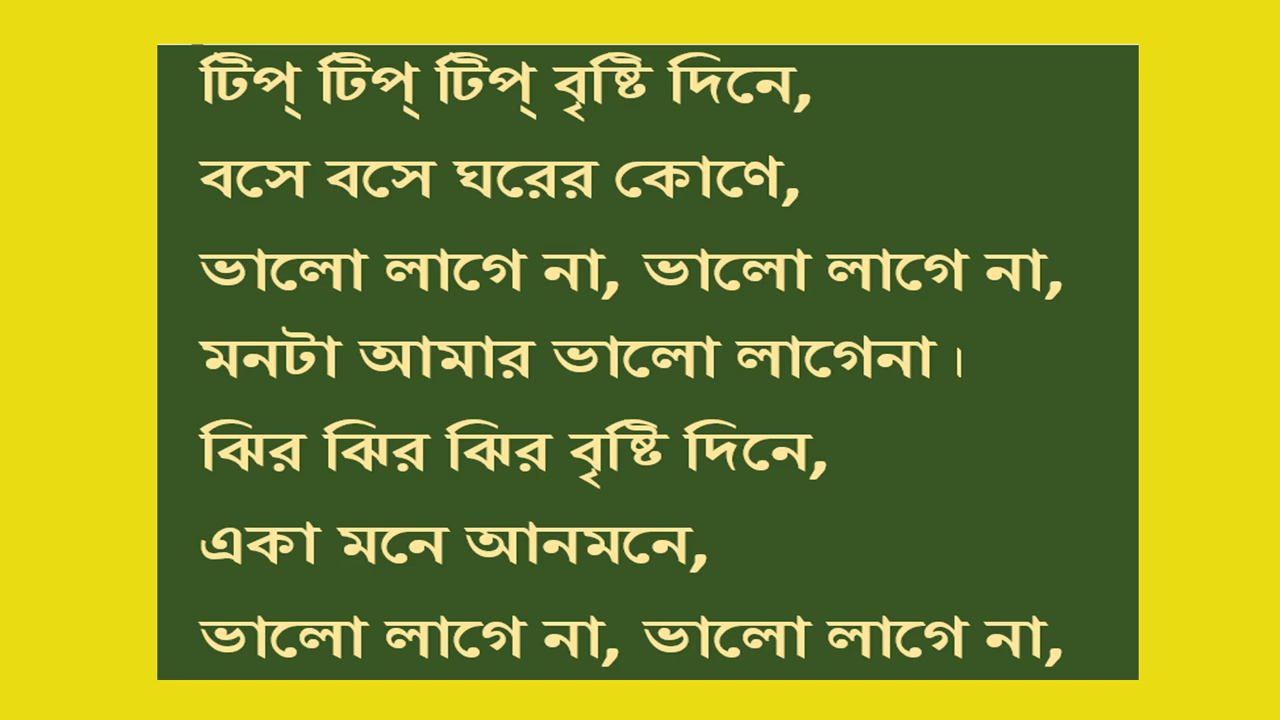 টিপ্ টিপ্ টিপ্ বৃষ্টি দিনে,
বসে বসে ঘরের কোণে,
ভালো লাগে না, ভালো লাগে না,
মনটা আমার ভালো লাগেনা।
ঝির ঝির ঝির বৃষ্টি দিনে,
একা মনে আনমনে,
ভালো লাগে না, ভালো লাগে না,